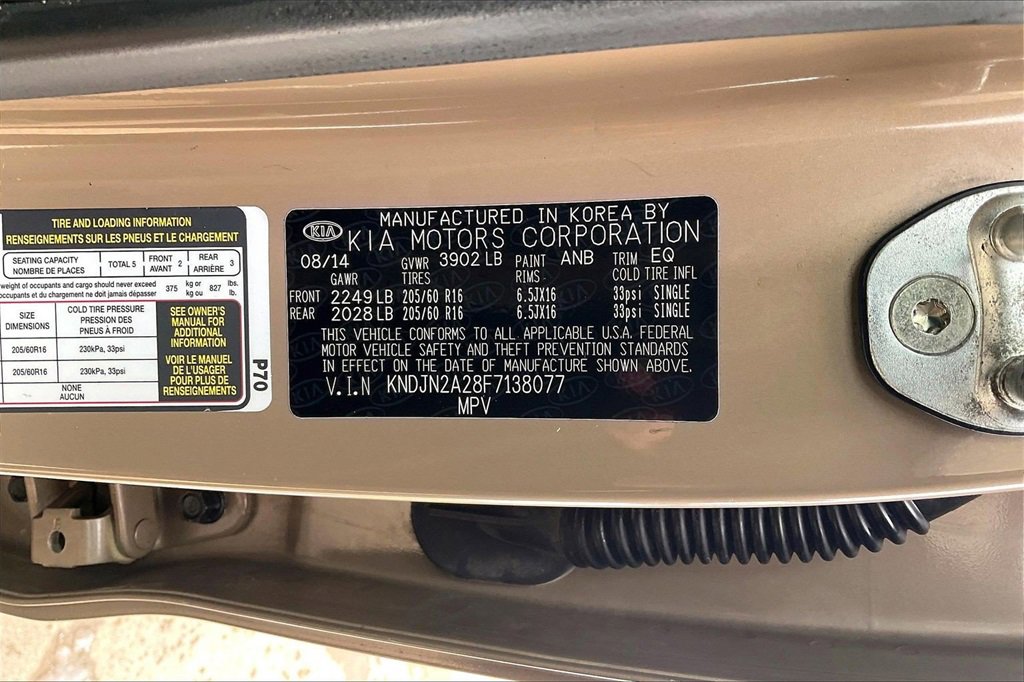 TIRE AND LOADING INFORMATION
RENSEIGNEMENTS SUR LES PNEUS ET LE CHARGEMENT
SEATING CAPACITY
NOMBRE DE PLACES
TOTAL 5
FRONT
AVANT 2
REAR
ARRIÈRE 3
weight of occupants and cargo should never exceed
occupants et du chargement ne doit jamais dépasser
375 kg or
kg ou
827 lbs.
lb.
SIZE
DIMENSIONS
COLD TIRE PRESSURE
PRESSION DES
PNEUS À FROID
205/60R16 230kPa, 33psi
205/60R16 230kPa, 33psi
NONE
AUCUN
SEE OWNER'S
MANUAL FOR
ADDITIONAL
INFORMATION
VOIR LE MANUEL
DE L'USAGER
POUR PLUS DE
RENSEIGNEMENTS
P70
KIA
MANUFACTURED IN KOREA BY
KIA MOTORS CORPORATION
08/14 GVWR 3902 LB PAINT ANB TRIM EQ
GAWR TIRES RIMS COLD TIRE INFL
FRONT 2249 LB 205/60 R16 6.5JX16 33psi SINGLE
REAR 2028 LB 205/60 R16 6.5JX16 33psi SINGLE
THIS VEHICLE CONFORMS TO ALL APPLICABLE U.S.A. FEDERAL
MOTOR VEHICLE SAFETY AND THEFT PREVENTION STANDARDS
IN EFFECT ON THE DATE OF MANUFACTURE SHOWN ABOVE.
V.I.N KNDJN2A28F7138077
MPV